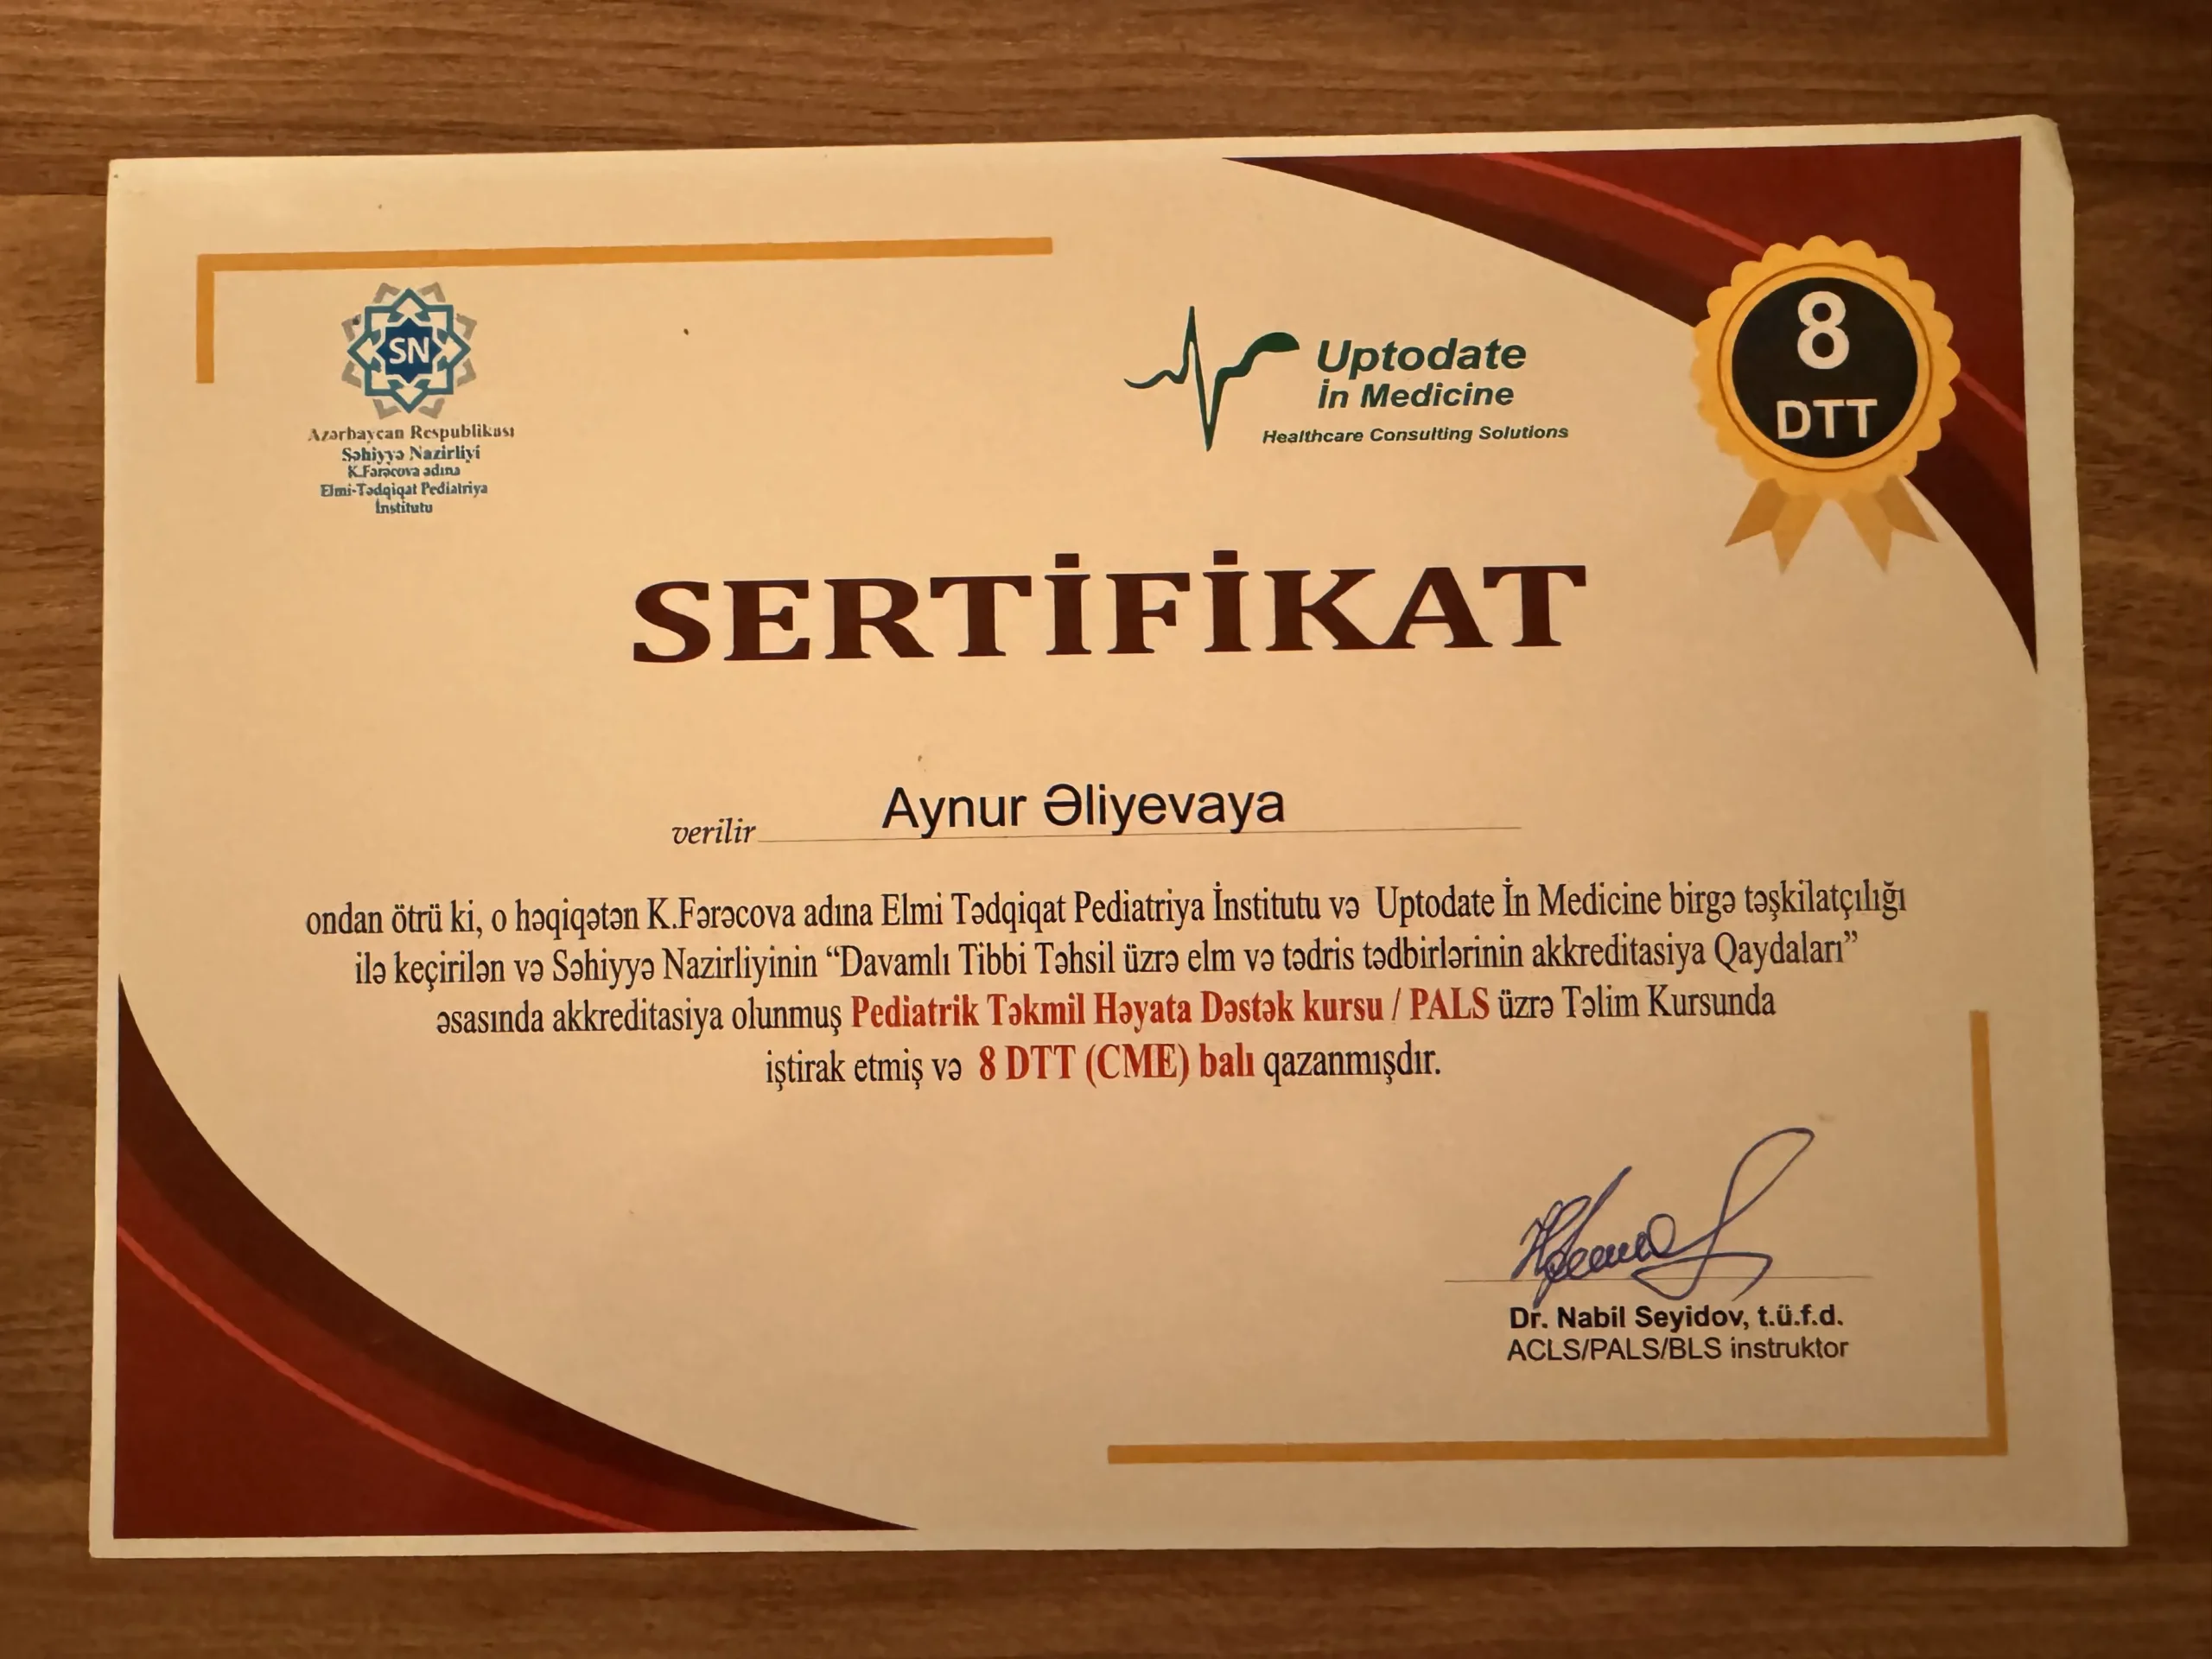 SN
Azərbaycan Respublikası
Səhiyyə Nazirliyi
K.Fərəcova adına
Elmi-Tədqiqat Pediatriya
İnstitutu
Uptodate
İn Medicine
Healthcare Consulting Solutions
8
DTT
SERTİFİKAT
verilir Aynur Əliyevaya
ondan ötrü ki, o həqiqətən K.Fərəcova adına Elmi Tədqiqat Pediatriya İnstitutu və Uptodate İn Medicine birgə təşkilatçılığı
ilə keçirilən və Səhiyyə Nazirliyinin “Davamlı Tibbi Təhsil üzrə elm və tədris tədbirlərinin akkreditasiya Qaydaları”
əsasında akkreditasiya olunmuş Pediatrik Təkmil Həyata Dəstək kursu / PALS üzrə Təlim Kursunda
iştirak etmiş və 8 DTT (CME) balı qazanmışdır.
Dr. Nabil Seyidov, t.ü.f.d.
ACLS/PALS/BLS instruktor